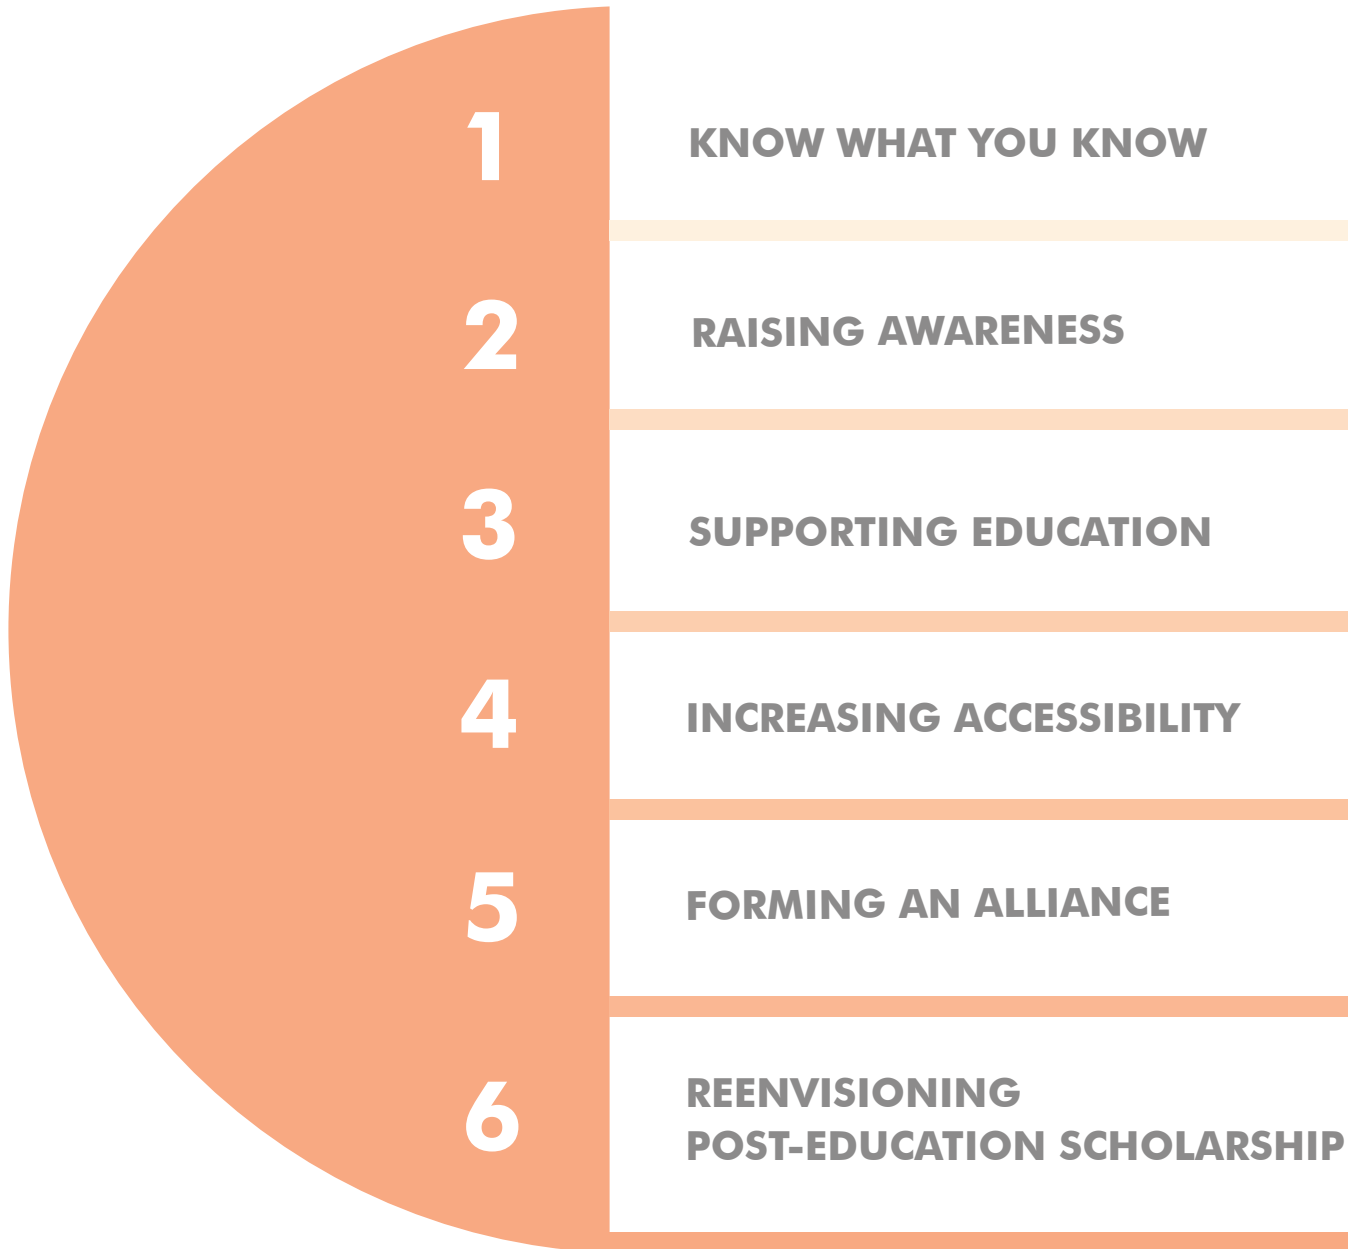 1 KNOW WHAT YOU KNOW
2 RAISING AWARENESS
3 SUPPORTING EDUCATION
4 INCREASING ACCESSIBILITY
5 FORMING AN ALLIANCE
6 REENVISIONING
POST-EDUCATION SCHOLARSHIP